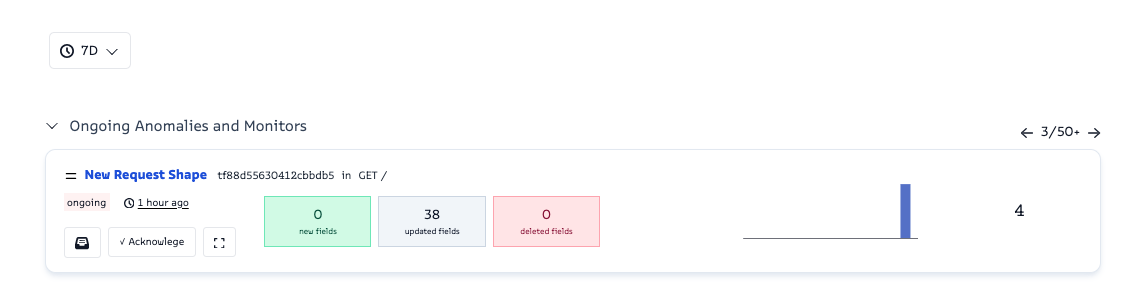 7D
Ongoing Anomalies and Monitors
3/50+
New Request Shape tf88d55630412cbbdb5 in GET /
ongoing 1 hour ago
0 38 0 4
new fields updated fields deleted fields
√ Acknowlege